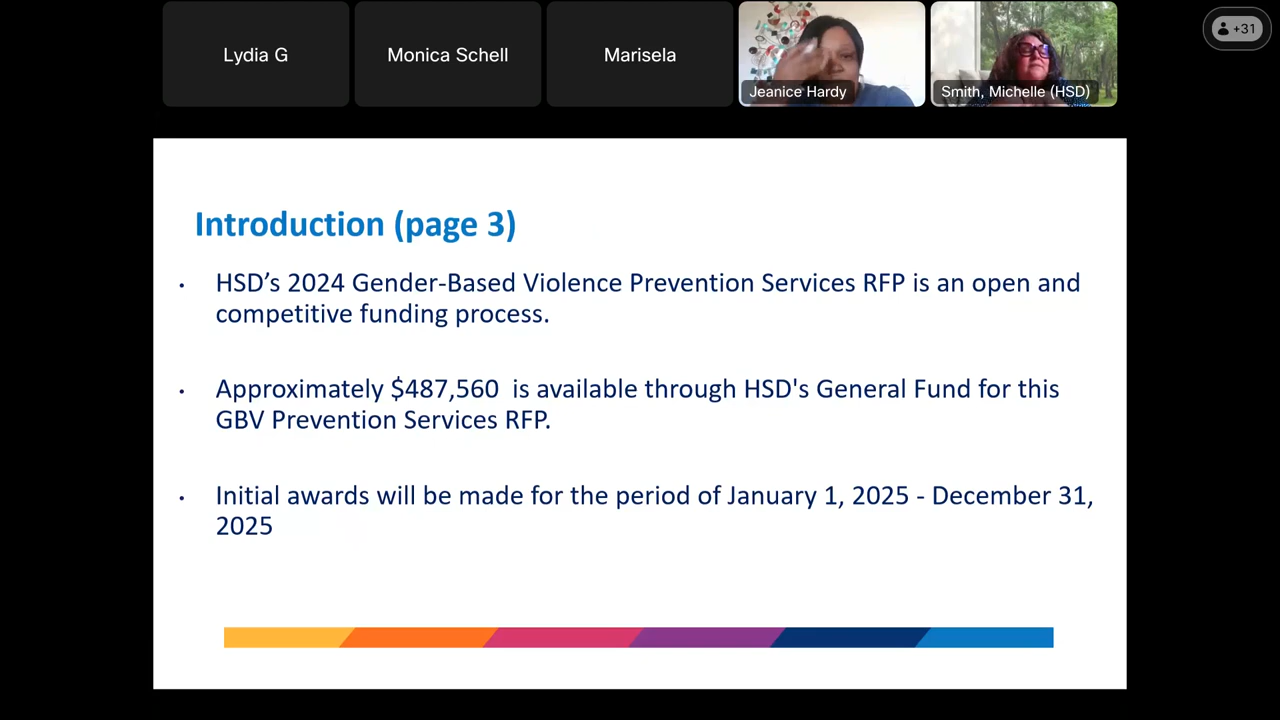 Lydia G
Monica Schell
Marisela
Jeanice Hardy
Smith, Michelle (HSD)
+31
Introduction (page 3)
• HSD’s 2024 Gender-Based Violence Prevention Services RFP is an open and
competitive funding process.
• Approximately $487,560  is available through HSD's General Fund for this
GBV Prevention Services RFP.
• Initial awards will be made for the period of January 1, 2025 - December 31,
2025